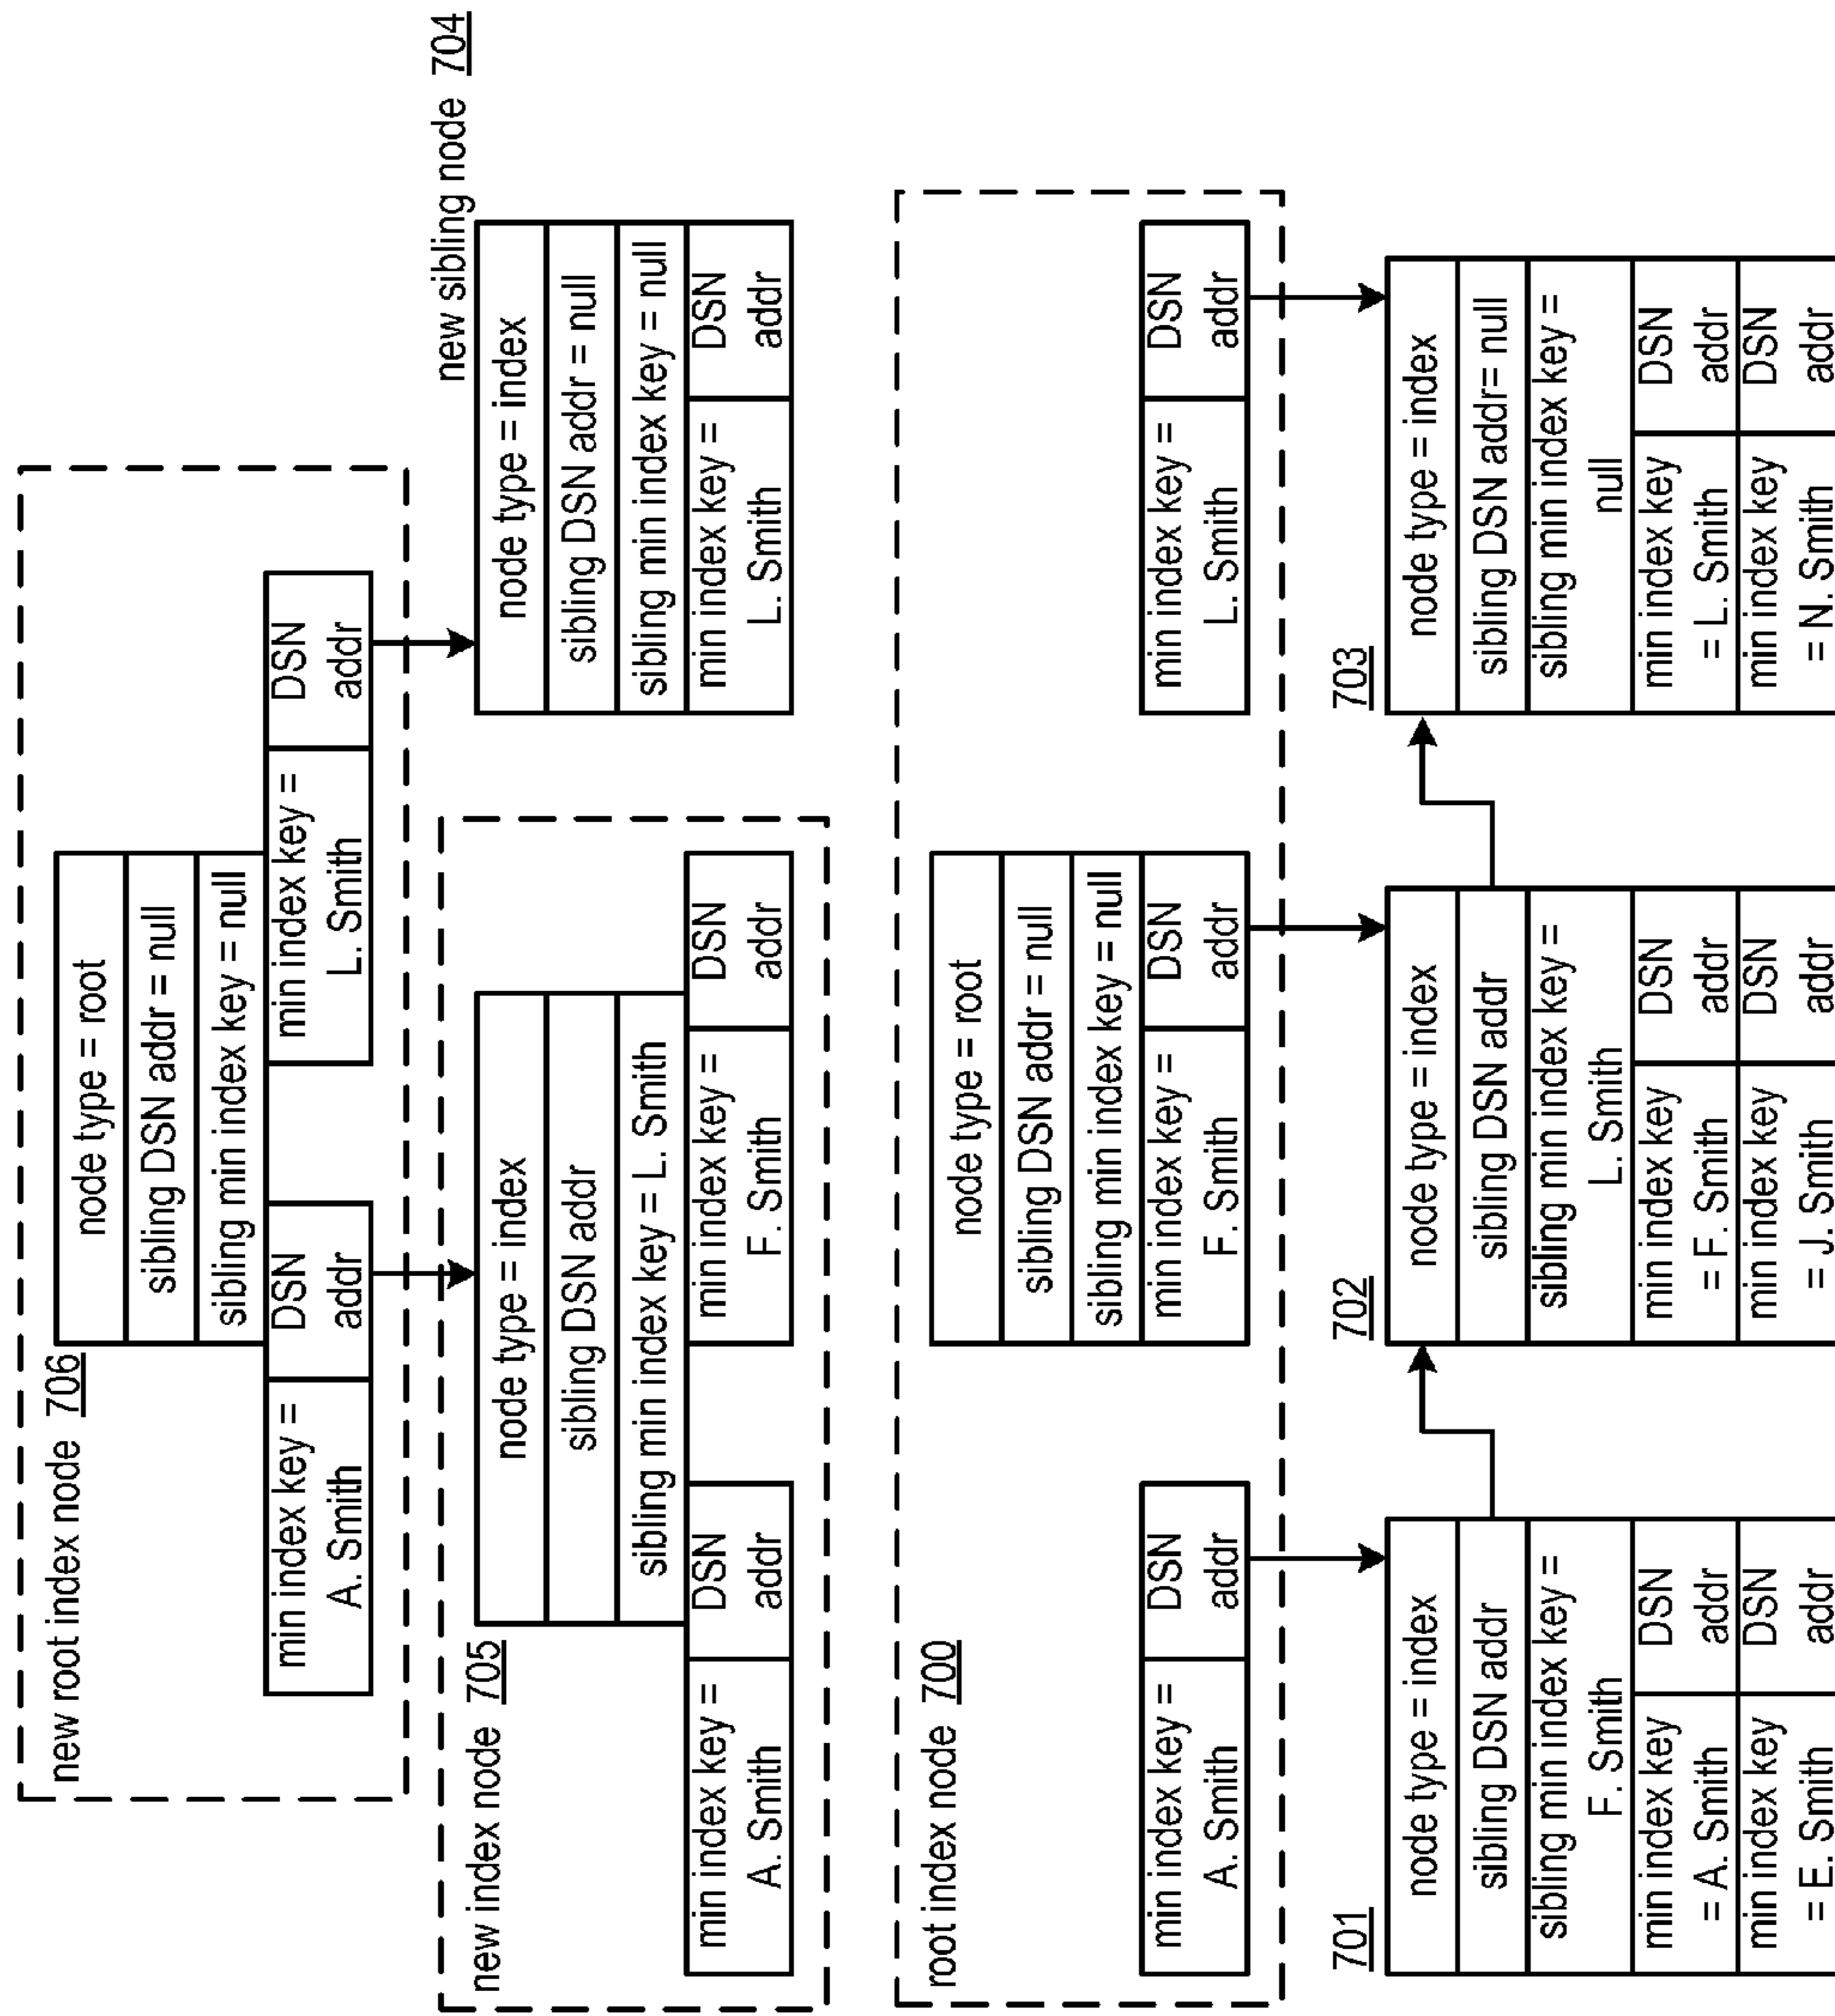 new root index node 706
node type = root
sibling DSN addr = null
sibling min index key = null
min index key =
A. Smith
DSN
addr
min index key =
L. Smith
DSN
addr
new index node 705
node type = index
sibling DSN addr
sibling min index key = L. Smith
min index key =
A. Smith
DSN
addr
min index key =
F. Smith
DSN
addr
new sibling node 704
node type = index
sibling DSN addr = null
sibling min index key = null
min index key =
L. Smith
DSN
addr
root index node 700
node type = root
sibling DSN addr = null
sibling min index key = null
min index key =
A. Smith
DSN
addr
min index key =
F. Smith
DSN
addr
min index key =
L. Smith
DSN
addr
701
node type = index
sibling DSN addr
sibling min index key =
F. Smith
min index key
= A. Smith
DSN
addr
min index key
= E. Smith
DSN
addr
702
node type = index
sibling DSN addr
sibling min index key =
L. Smith
min index key
= F. Smith
DSN
addr
min index key
= J. Smith
DSN
addr
703
node type = index
sibling DSN addr= null
sibling min index key =
null
min index key
= L. Smith
DSN
addr
min index key
= N. Smith
DSN
addr